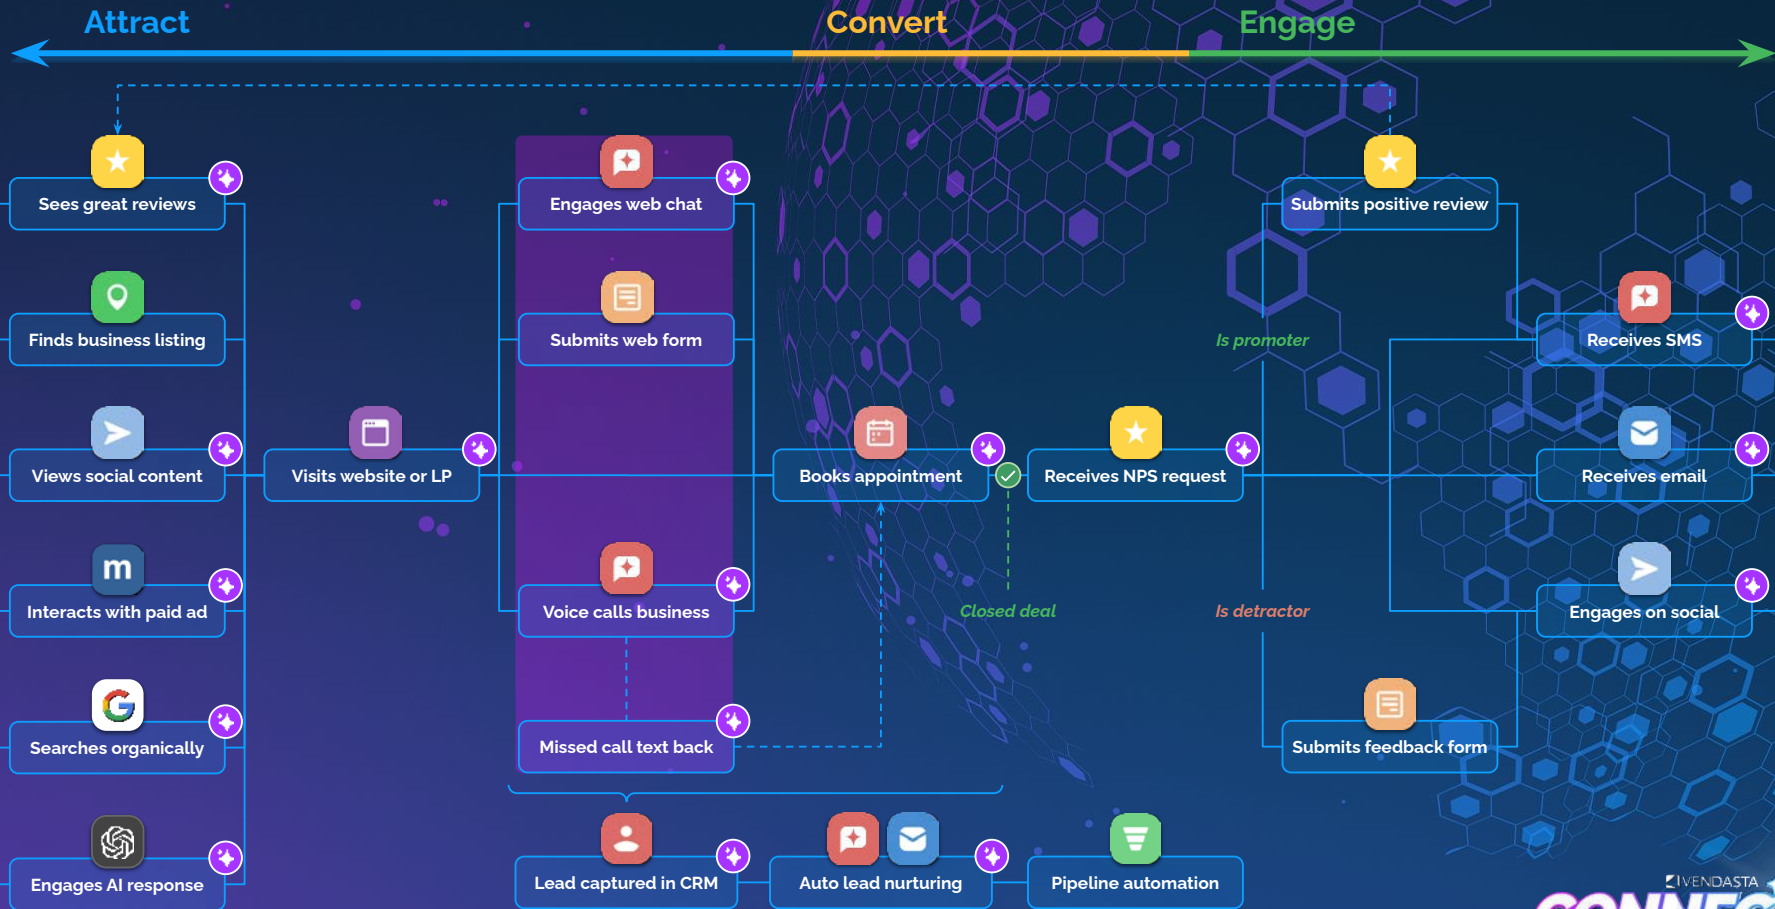 Attract
Convert
Engage
Sees great reviews
Engages web chat
Submits positive review
Finds business listing
Submits web form
Is promoter
Receives SMS
Views social content
Visits website or LP
Books appointment
Receives NPS request
Receives email
m
Interacts with paid ad
Voice calls business
Closed deal
Is detractor
Engages on social
G
Searches organically
Missed call text back
Submits feedback form
Engages AI response
Lead captured in CRM
Auto lead nurturing
Pipeline automation
VENDASTA